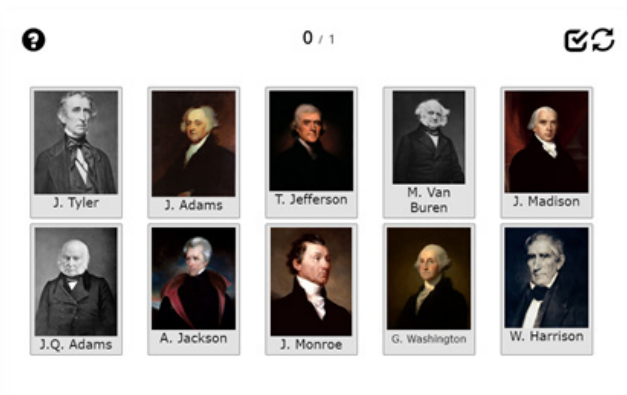 ?
0 / 1
J. Tyler
J. Adams
T. Jefferson
M. Van
Buren
J. Madison
J.Q. Adams
A. Jackson
J. Monroe
G. Washington
W. Harrison